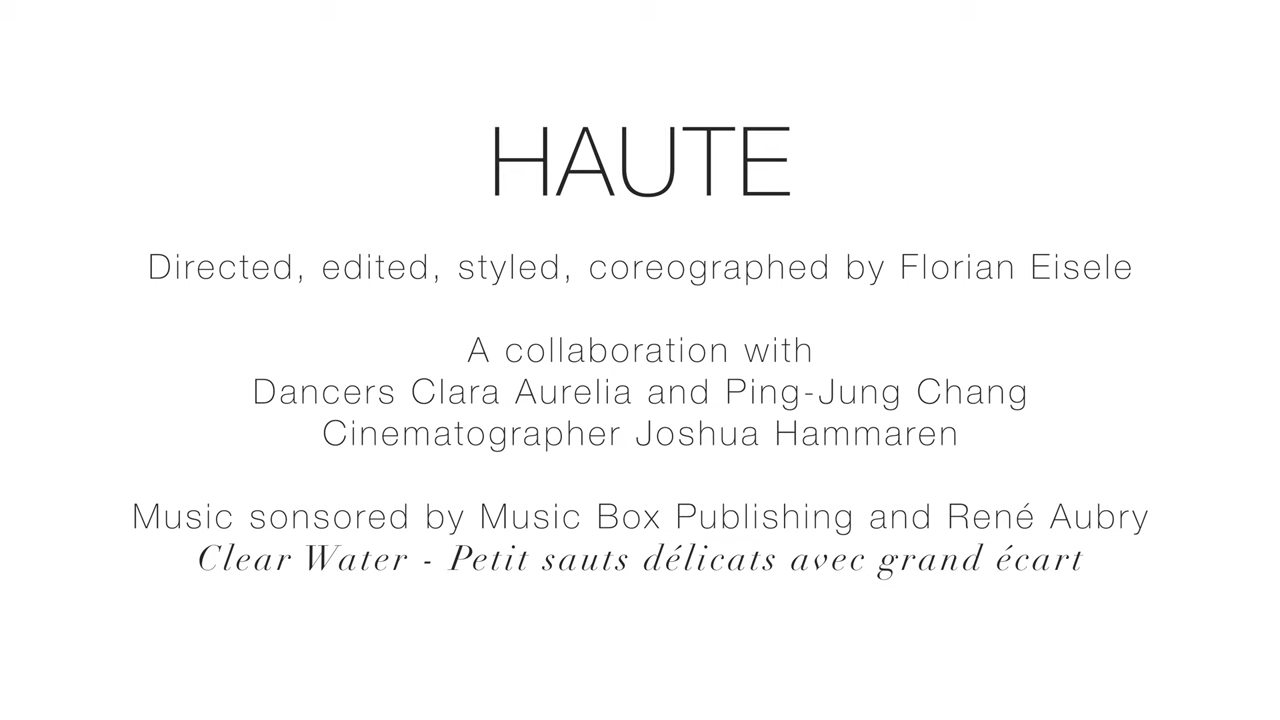 HAUTE
Directed, edited, styled, coreographed by Florian Eisele
A collaboration with
Dancers Clara Aurelia and Ping-Jung Chang
Cinematographer Joshua Hammaren
Music sonsored by Music Box Publishing and René Aubry
Clear Water - Petit sauts délicats avec grand écart